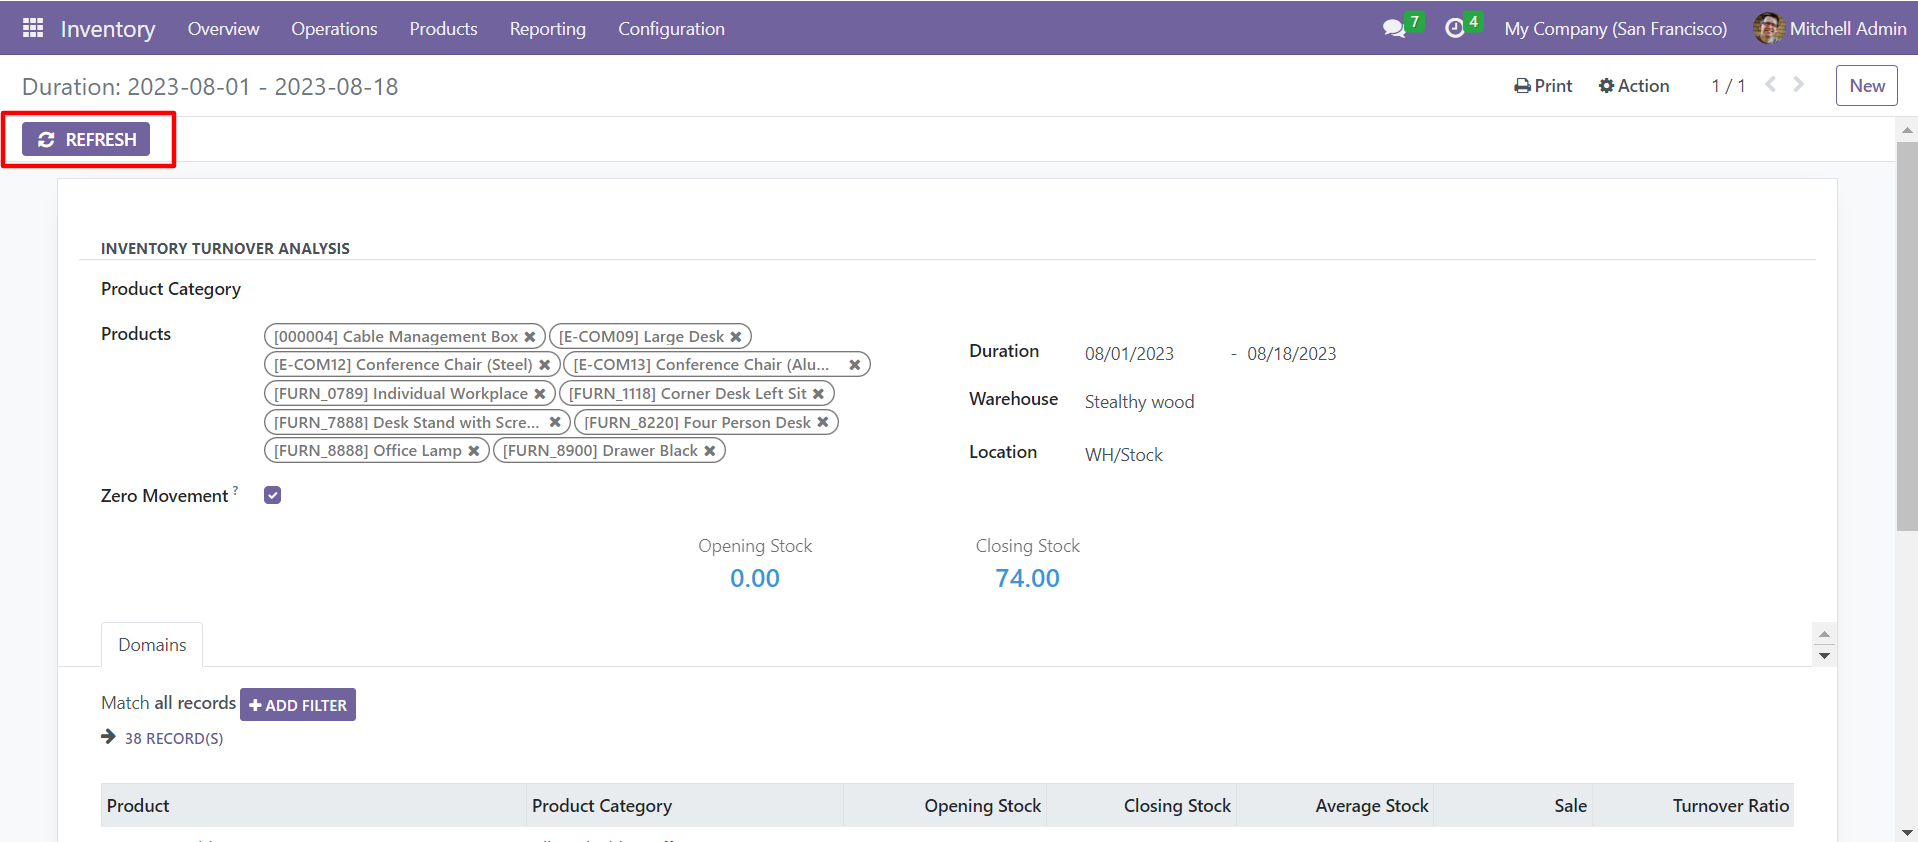 Inventory Overview Operations Products Reporting Configuration 7 4 My Company (San Francisco) Mitchell Admin
Duration: 2023-08-01 - 2023-08-18 Print Action 1 / 1 New
REFRESH
INVENTORY TURNOVER ANALYSIS
Product Category
Products
[000004] Cable Management Box [E-COM09] Large Desk
[E-COM12] Conference Chair (Steel) [E-COM13] Conference Chair (Alu...
[FURN_0789] Individual Workplace [FURN_1118] Corner Desk Left Sit
[FURN_7888] Desk Stand with Scre... [FURN_8220] Four Person Desk
[FURN_8888] Office Lamp [FURN_8900] Drawer Black
Duration 08/01/2023 - 08/18/2023
Warehouse Stealthy wood
Location WH/Stock
Zero Movement ?
Opening Stock Closing Stock
0.00 74.00
Domains
Match all records + ADD FILTER
38 RECORD(S)
Product Product Category Opening Stock Closing Stock Average Stock Sale Turnover Ratio